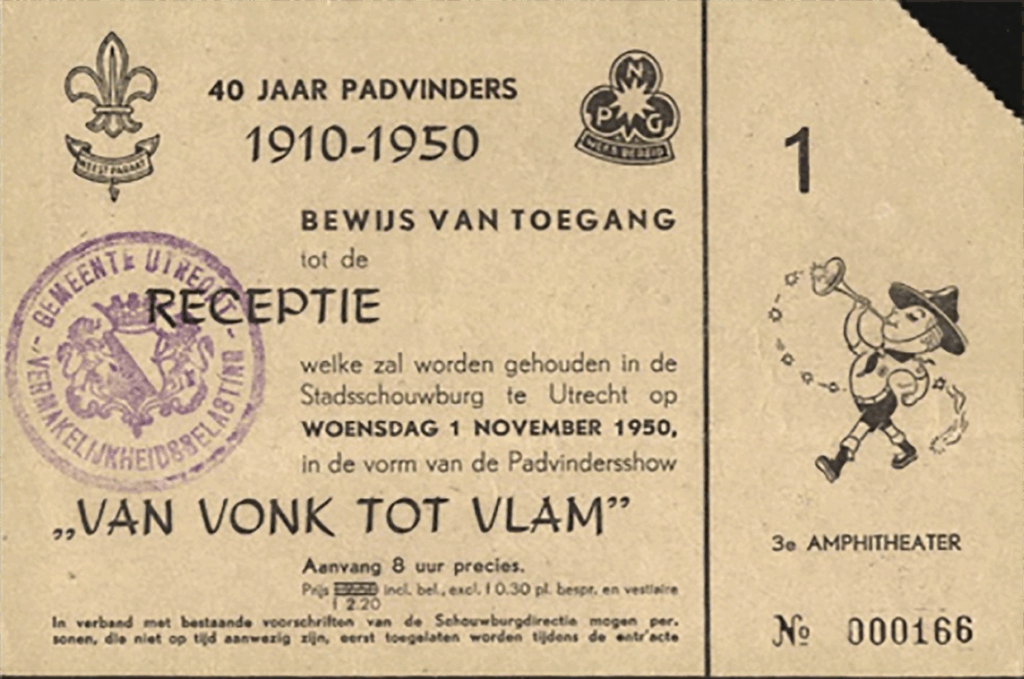 40 JAAR PADVINDERS
1910-1950
WEEST PARAAT
N
P G
BEWIJS VAN TOEGANG
tot de
RECEPTIE
GEMEENTE UTRECHT
VERMAKELIJKHEIDSBELASTING
welke zal worden gehouden in de
Stadsschouwburg te Utrecht op
WOENSDAG 1 NOVEMBER 1950,
in de vorm van de Padvindersshow
„VAN VONK TOT VLAM”
Aanvang 8 uur precies.
Prijs incl. bel., excl. f 0.30 pl. bespr. en vestiaire
f 2.20
In verband met bestaande voorschriften van de Schouwburgdirectie mogen per.
sonen, die niet op tijd aanwezig zijn, eerst toegelaten worden tijdens de entr'acte
1
3e AMPHITHEATER
No 000166